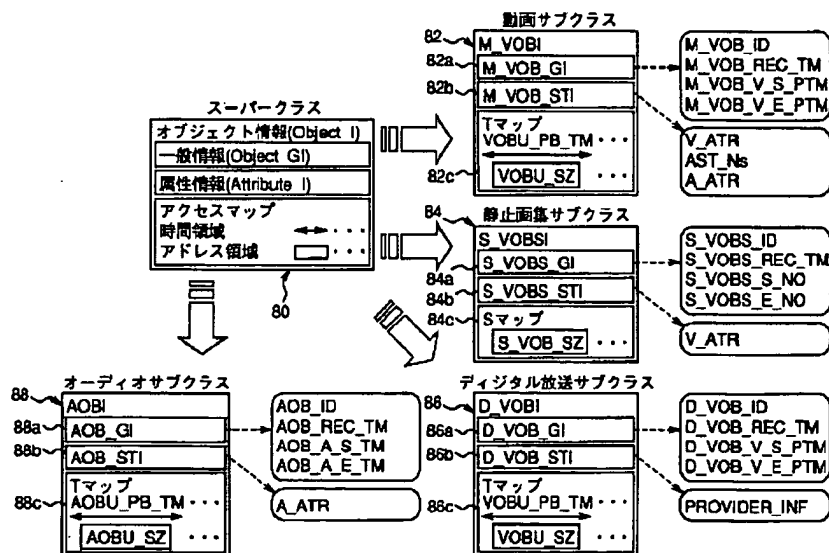 スーパークラス
オブジェクト情報(Object_I)
一般情報(Object_GI)
属性情報(Attribute_I)
アクセスマップ
時間領域 ・・・
アドレス領域 ・・・
80
動画サブクラス
82
M_VOBI
82a
M_VOB_GI
82b
M_VOB_STI
Tマップ
VOBU_PB_TM ・・・
82c
VOBU_SZ ・・・
M_VOB_ID
M_VOB_REC_TM
M_VOB_V_S_PTM
M_VOB_V_E_PTM
V_ATR
AST_Ns
A_ATR
静止画集サブクラス
84
S_VOBSI
84a
S_VOBS_GI
84b
S_VOBS_STI
84c
Sマップ
S_VOB_SZ ・・・
S_VOBS_ID
S_VOBS_REC_TM
S_VOBS_S_NO
S_VOBS_E_NO
V_ATR
オーディオサブクラス
88
AOBI
88a
AOB_GI
88b
AOB_STI
Tマップ
88c
AOBU_PB_TM ・・・
AOBU_SZ ・・・
AOB_ID
AOB_REC_TM
AOB_A_S_TM
AOB_A_E_TM
A_ATR
ディジタル放送サブクラス
86
D_VOBI
86a
D_VOB_GI
86b
D_VOB_STI
Tマップ
86c
VOBU_PB_TM ・・・
VOBU_SZ ・・・
D_VOB_ID
D_VOB_REC_TM
D_VOB_V_S_PTM
D_VOB_V_E_PTM
PROVIDER_INF